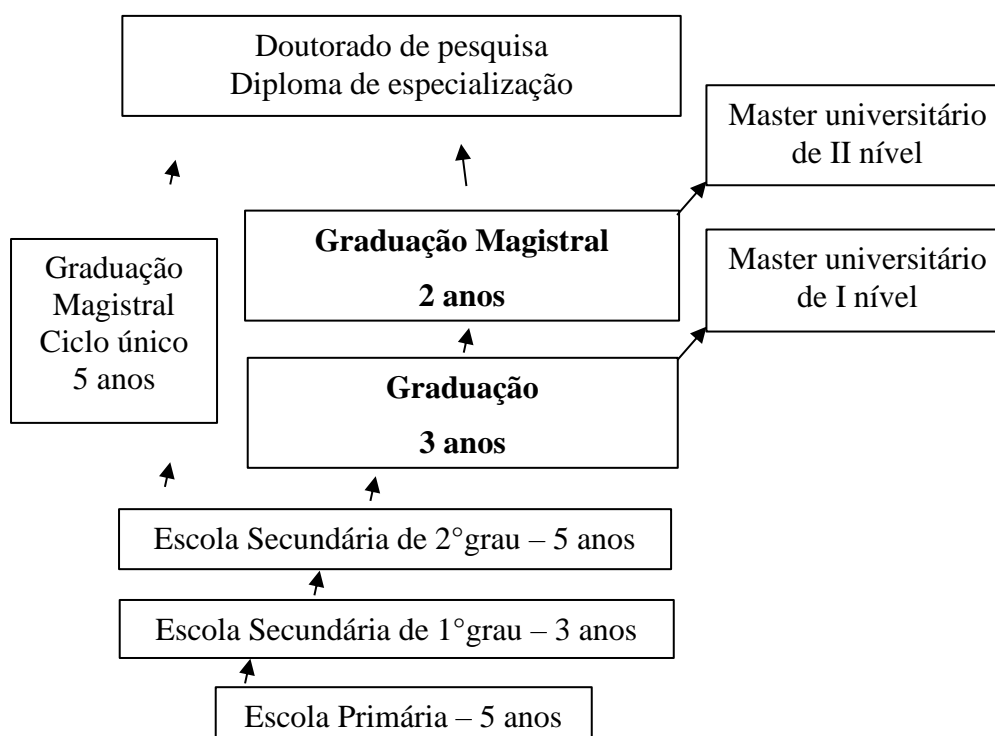 Doutorado de pesquisa
Diploma de especialização
Master universitário
de II nível
Graduação Magistral
2 anos
Graduação
Magistral
Ciclo único
5 anos
Master universitário
de I nível
Graduação
3 anos
Escola Secundária de 2°grau – 5 anos
Escola Secundária de 1°grau – 3 anos
Escola Primária – 5 anos